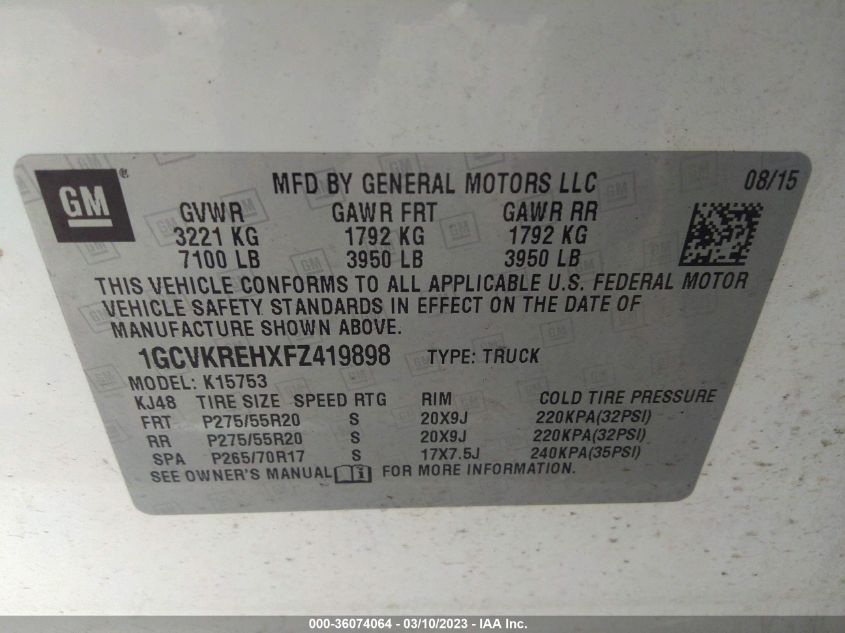 GM ®
MFD BY GENERAL MOTORS LLC 08/15
GVWR GAWR FRT GAWR RR
3221 KG 1792 KG 1792 KG
7100 LB 3950 LB 3950 LB
THIS VEHICLE CONFORMS TO ALL APPLICABLE U.S. FEDERAL MOTOR
VEHICLE SAFETY STANDARDS IN EFFECT ON THE DATE OF
MANUFACTURE SHOWN ABOVE.
1GCVKREHXFZ419898 TYPE: TRUCK
MODEL: K15753
KJ48 TIRE SIZE SPEED RTG RIM COLD TIRE PRESSURE
FRT P275/55R20 S 20X9J 220KPA(32PSI)
RR P275/55R20 S 20X9J 220KPA(32PSI)
SPA P265/70R17 S 17X7.5J 240KPA(35PSI)
SEE OWNER'S MANUAL FOR MORE INFORMATION.
000-36074064 - 03/10/2023 - IAA Inc.